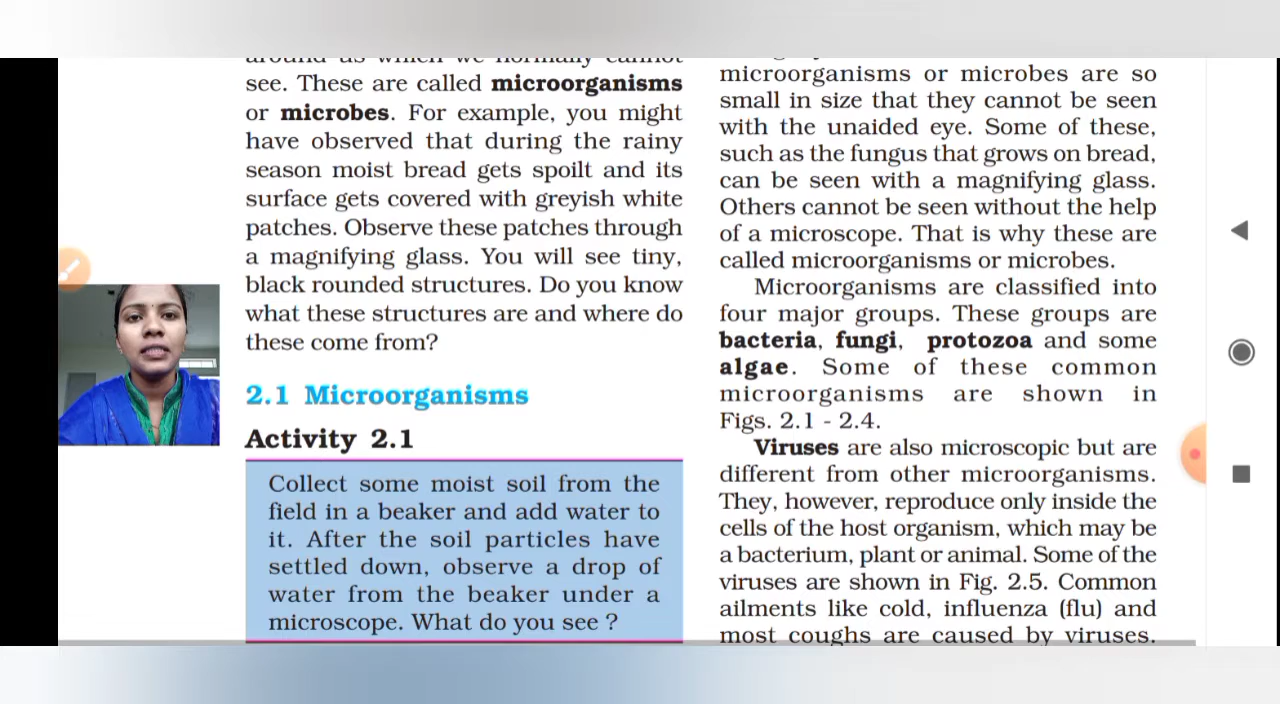 around us which we normally cannot
see. These are called microorganisms
or microbes. For example, you might
have observed that during the rainy
season moist bread gets spoilt and its
surface gets covered with greyish white
patches. Observe these patches through
a magnifying glass. You will see tiny,
black rounded structures. Do you know
what these structures are and where do
these come from?
2.1 Microorganisms
Activity 2.1
Collect some moist soil from the
field in a beaker and add water to
it. After the soil particles have
settled down, observe a drop of
water from the beaker under a
microscope. What do you see ?
microorganisms or microbes are so
small in size that they cannot be seen
with the unaided eye. Some of these,
such as the fungus that grows on bread,
can be seen with a magnifying glass.
Others cannot be seen without the help
of a microscope. That is why these are
called microorganisms or microbes.
Microorganisms are classified into
four major groups. These groups are
bacteria, fungi, protozoa and some
algae. Some of these common
microorganisms are shown in
Figs. 2.1 - 2.4.
Viruses are also microscopic but are
different from other microorganisms.
They, however, reproduce only inside the
cells of the host organism, which may be
a bacterium, plant or animal. Some of the
viruses are shown in Fig. 2.5. Common
ailments like cold, influenza (flu) and
most coughs are caused by viruses.